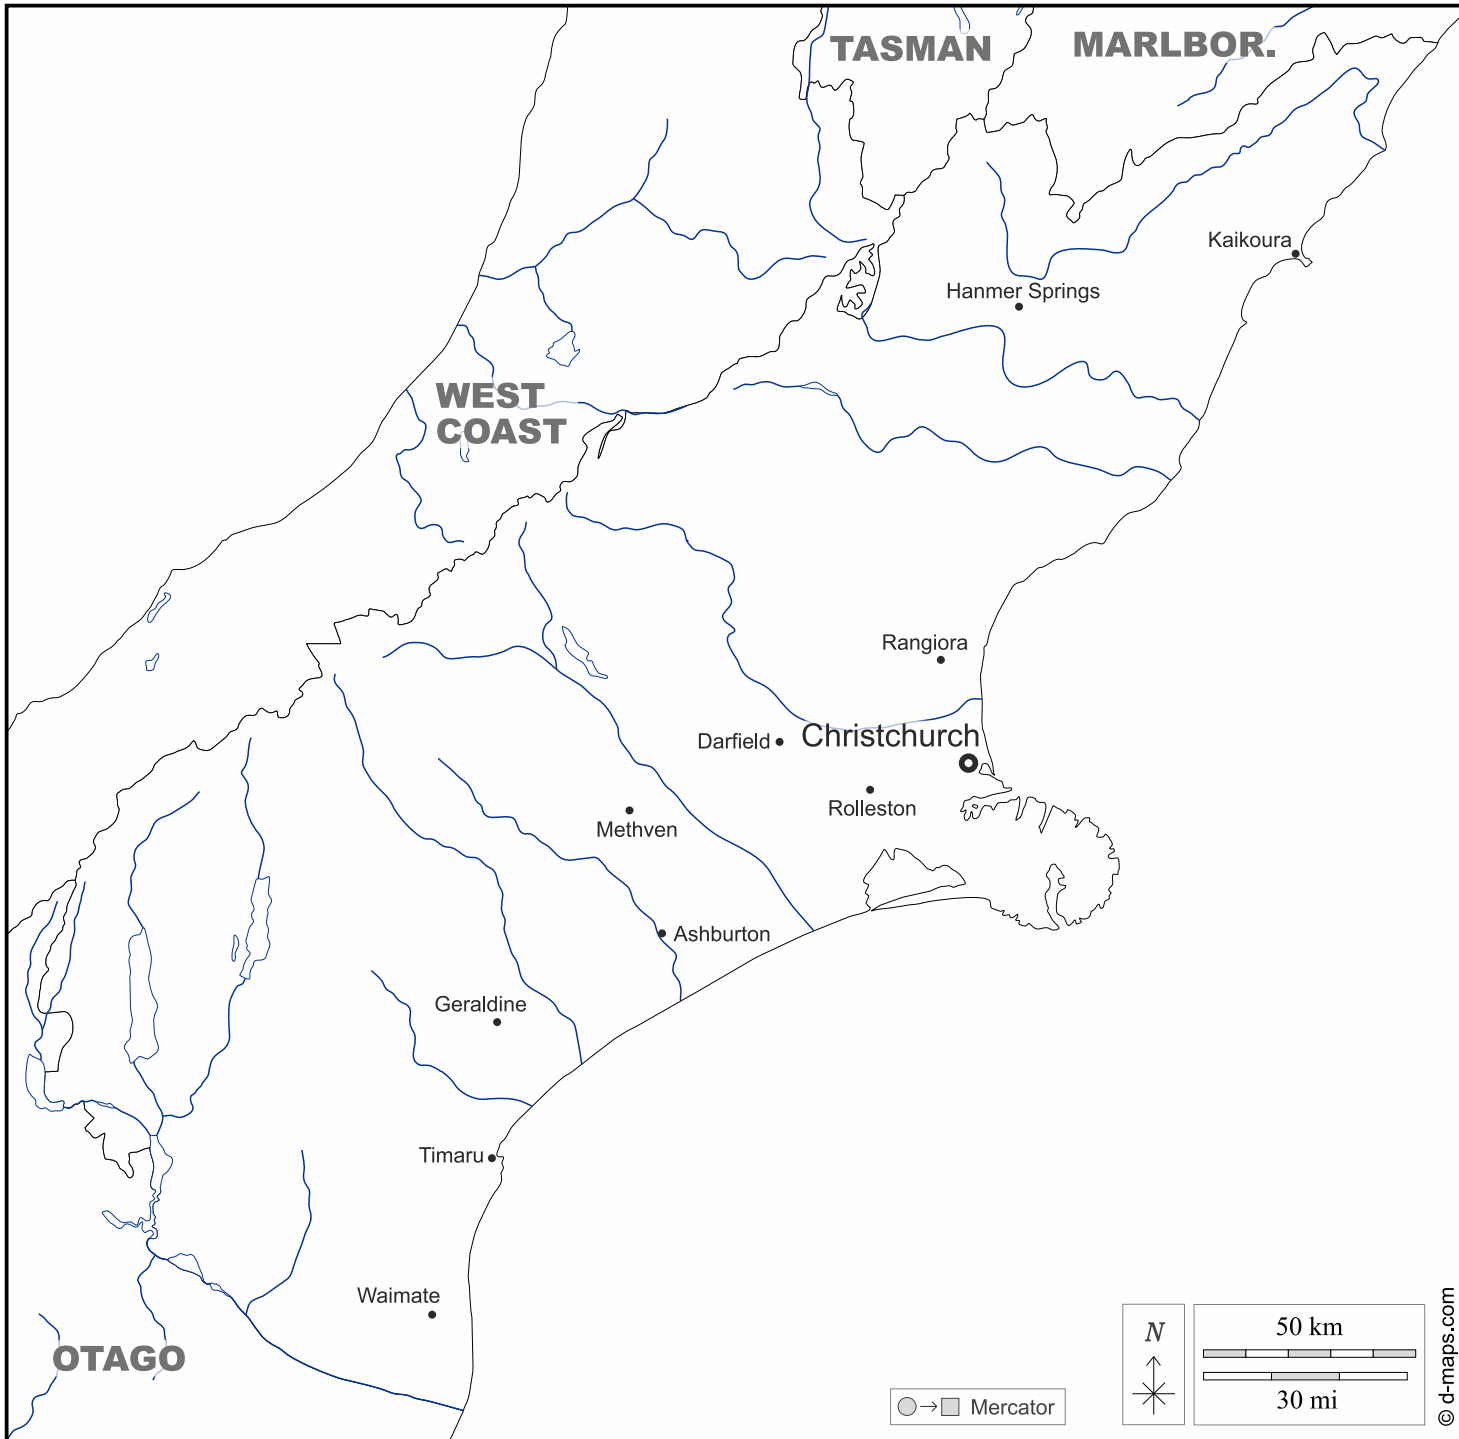 TASMAN
MARLBOR.
Kaikoura
Hanmer Springs
WEST
COAST
Rangiora
Darfield
Christchurch
Rolleston
Methven
Ashburton
Geraldine
Timaru
Waimate
OTAGO
N
50 km
30 mi
Mercator
© d-maps.com